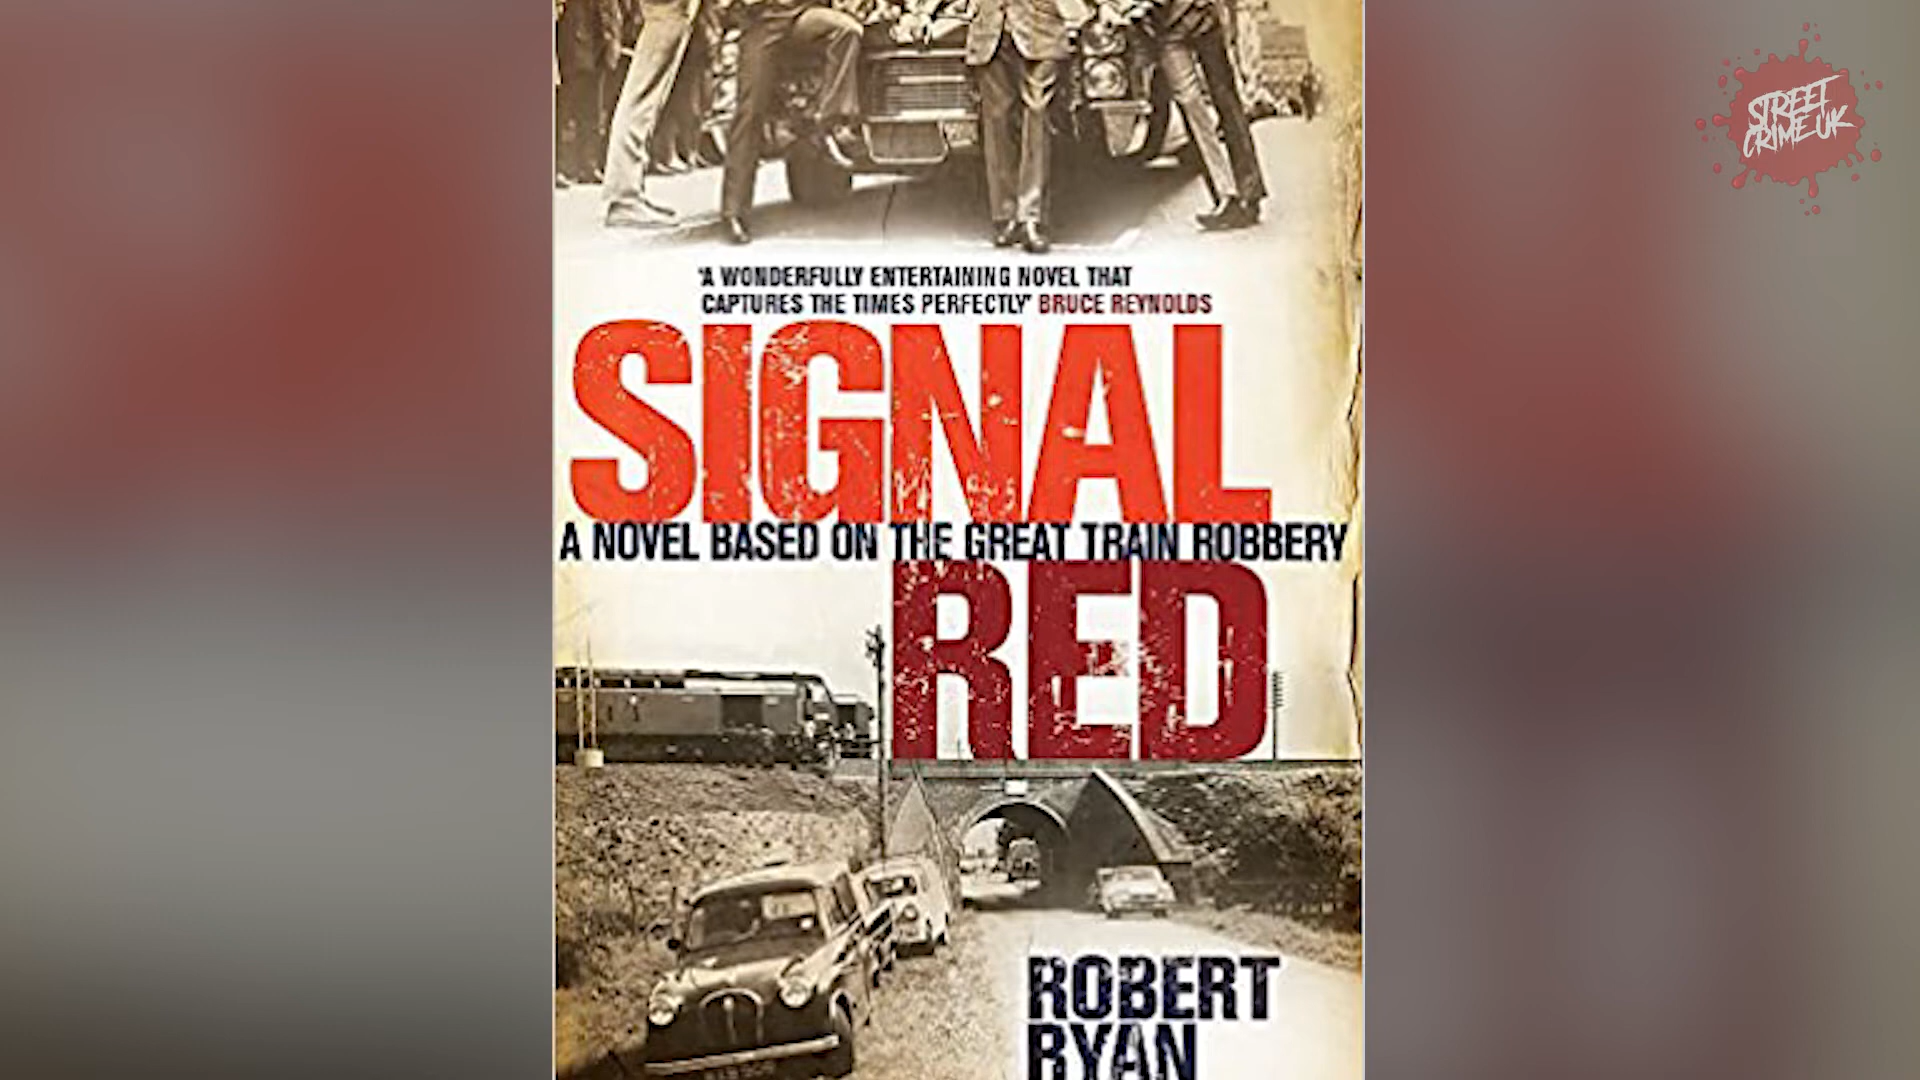 STREET
CRIME UK
'A WONDERFULLY ENTERTAINING NOVEL THAT
CAPTURES THE TIMES PERFECTLY' BRUCE REYNOLDS
SIGNAL
A NOVEL BASED ON THE GREAT TRAIN ROBBERY
RED
ROBERT
RYAN